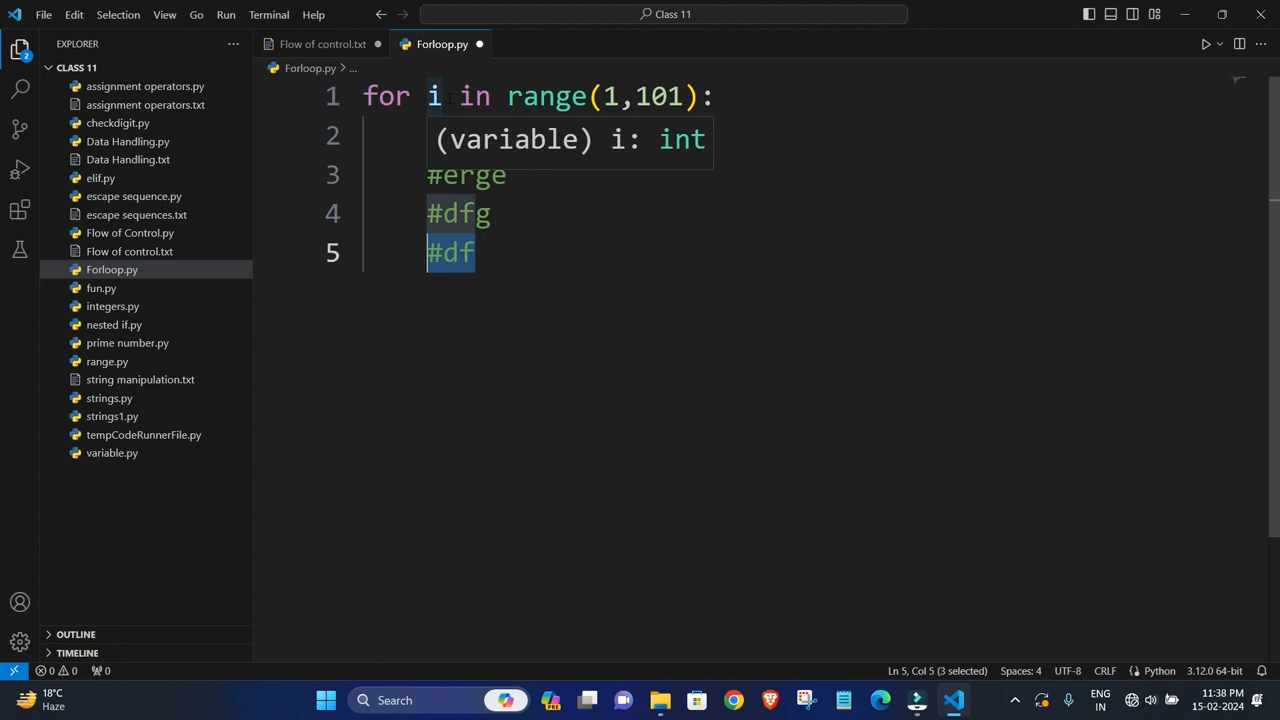 File Edit Selection View Go Run Terminal Help
Class 11
EXPLORER
Flow of control.txt
Forloop.py
CLASS 11
Forloop.py > ...
assignment operators.py
assignment operators.txt
checkdigit.py
Data Handling.py
Data Handling.txt
elif.py
escape sequence.py
escape sequences.txt
Flow of Control.py
Flow of control.txt
Forloop.py
fun.py
integers.py
nested if.py
prime number.py
range.py
string manipulation.txt
strings.py
strings1.py
tempCodeRunnerFile.py
variable.py
OUTLINE
TIMELINE
1 for i in range(1,101):
2
(variable) i: int
3 #erge
4 #dfg
5 #df
2
0 0 0
Ln 5, Col 5 (3 selected) Spaces: 4 UTF-8 CRLF Python 3.12.0 64-bit
18°C
Haze
Search
PRE
ENG
IN
11:38 PM
15-02-2024